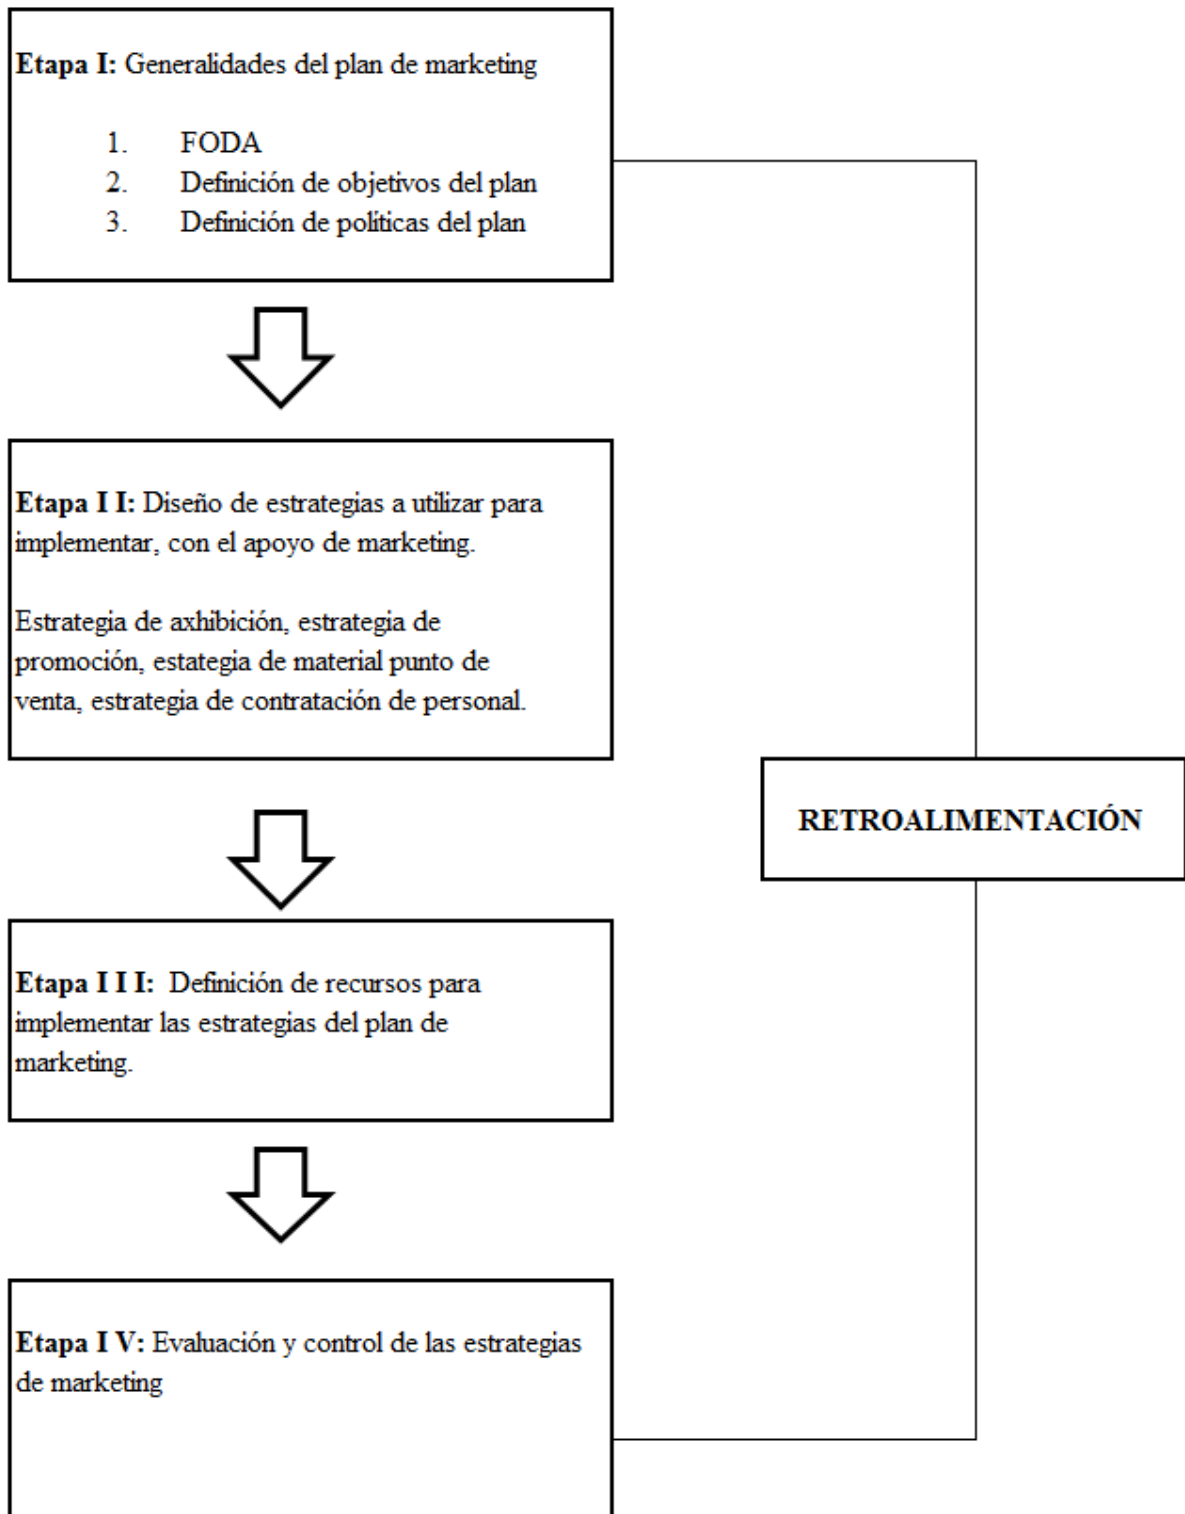 Etapa I: Generalidades del plan de marketing
1. FODA
2. Definición de objetivos del plan
3. Definición de políticas del plan
Etapa I I: Diseño de estrategias a utilizar para
implementar, con el apoyo de marketing.
Estrategia de axhibición, estrategia de
promoción, estategia de material punto de
venta, estrategia de contratación de personal.
RETROALIMENTACIÓN
Etapa I I I: Definición de recursos para
implementar las estrategias del plan de
marketing.
Etapa I V: Evaluación y control de las estrategias
de marketing